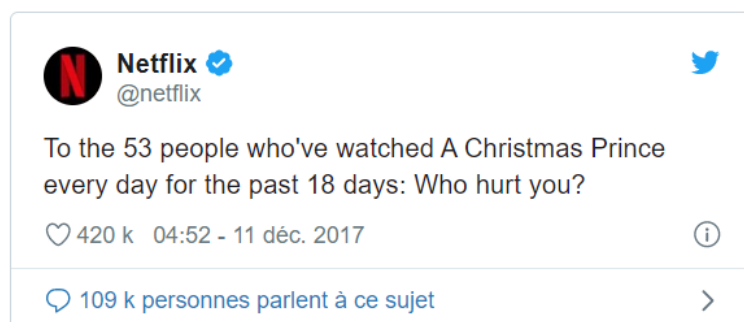 Netflix
@netflix
To the 53 people who've watched A Christmas Prince
every day for the past 18 days: Who hurt you?
420 k 04:52 - 11 déc. 2017
109 k personnes parlent à ce sujet